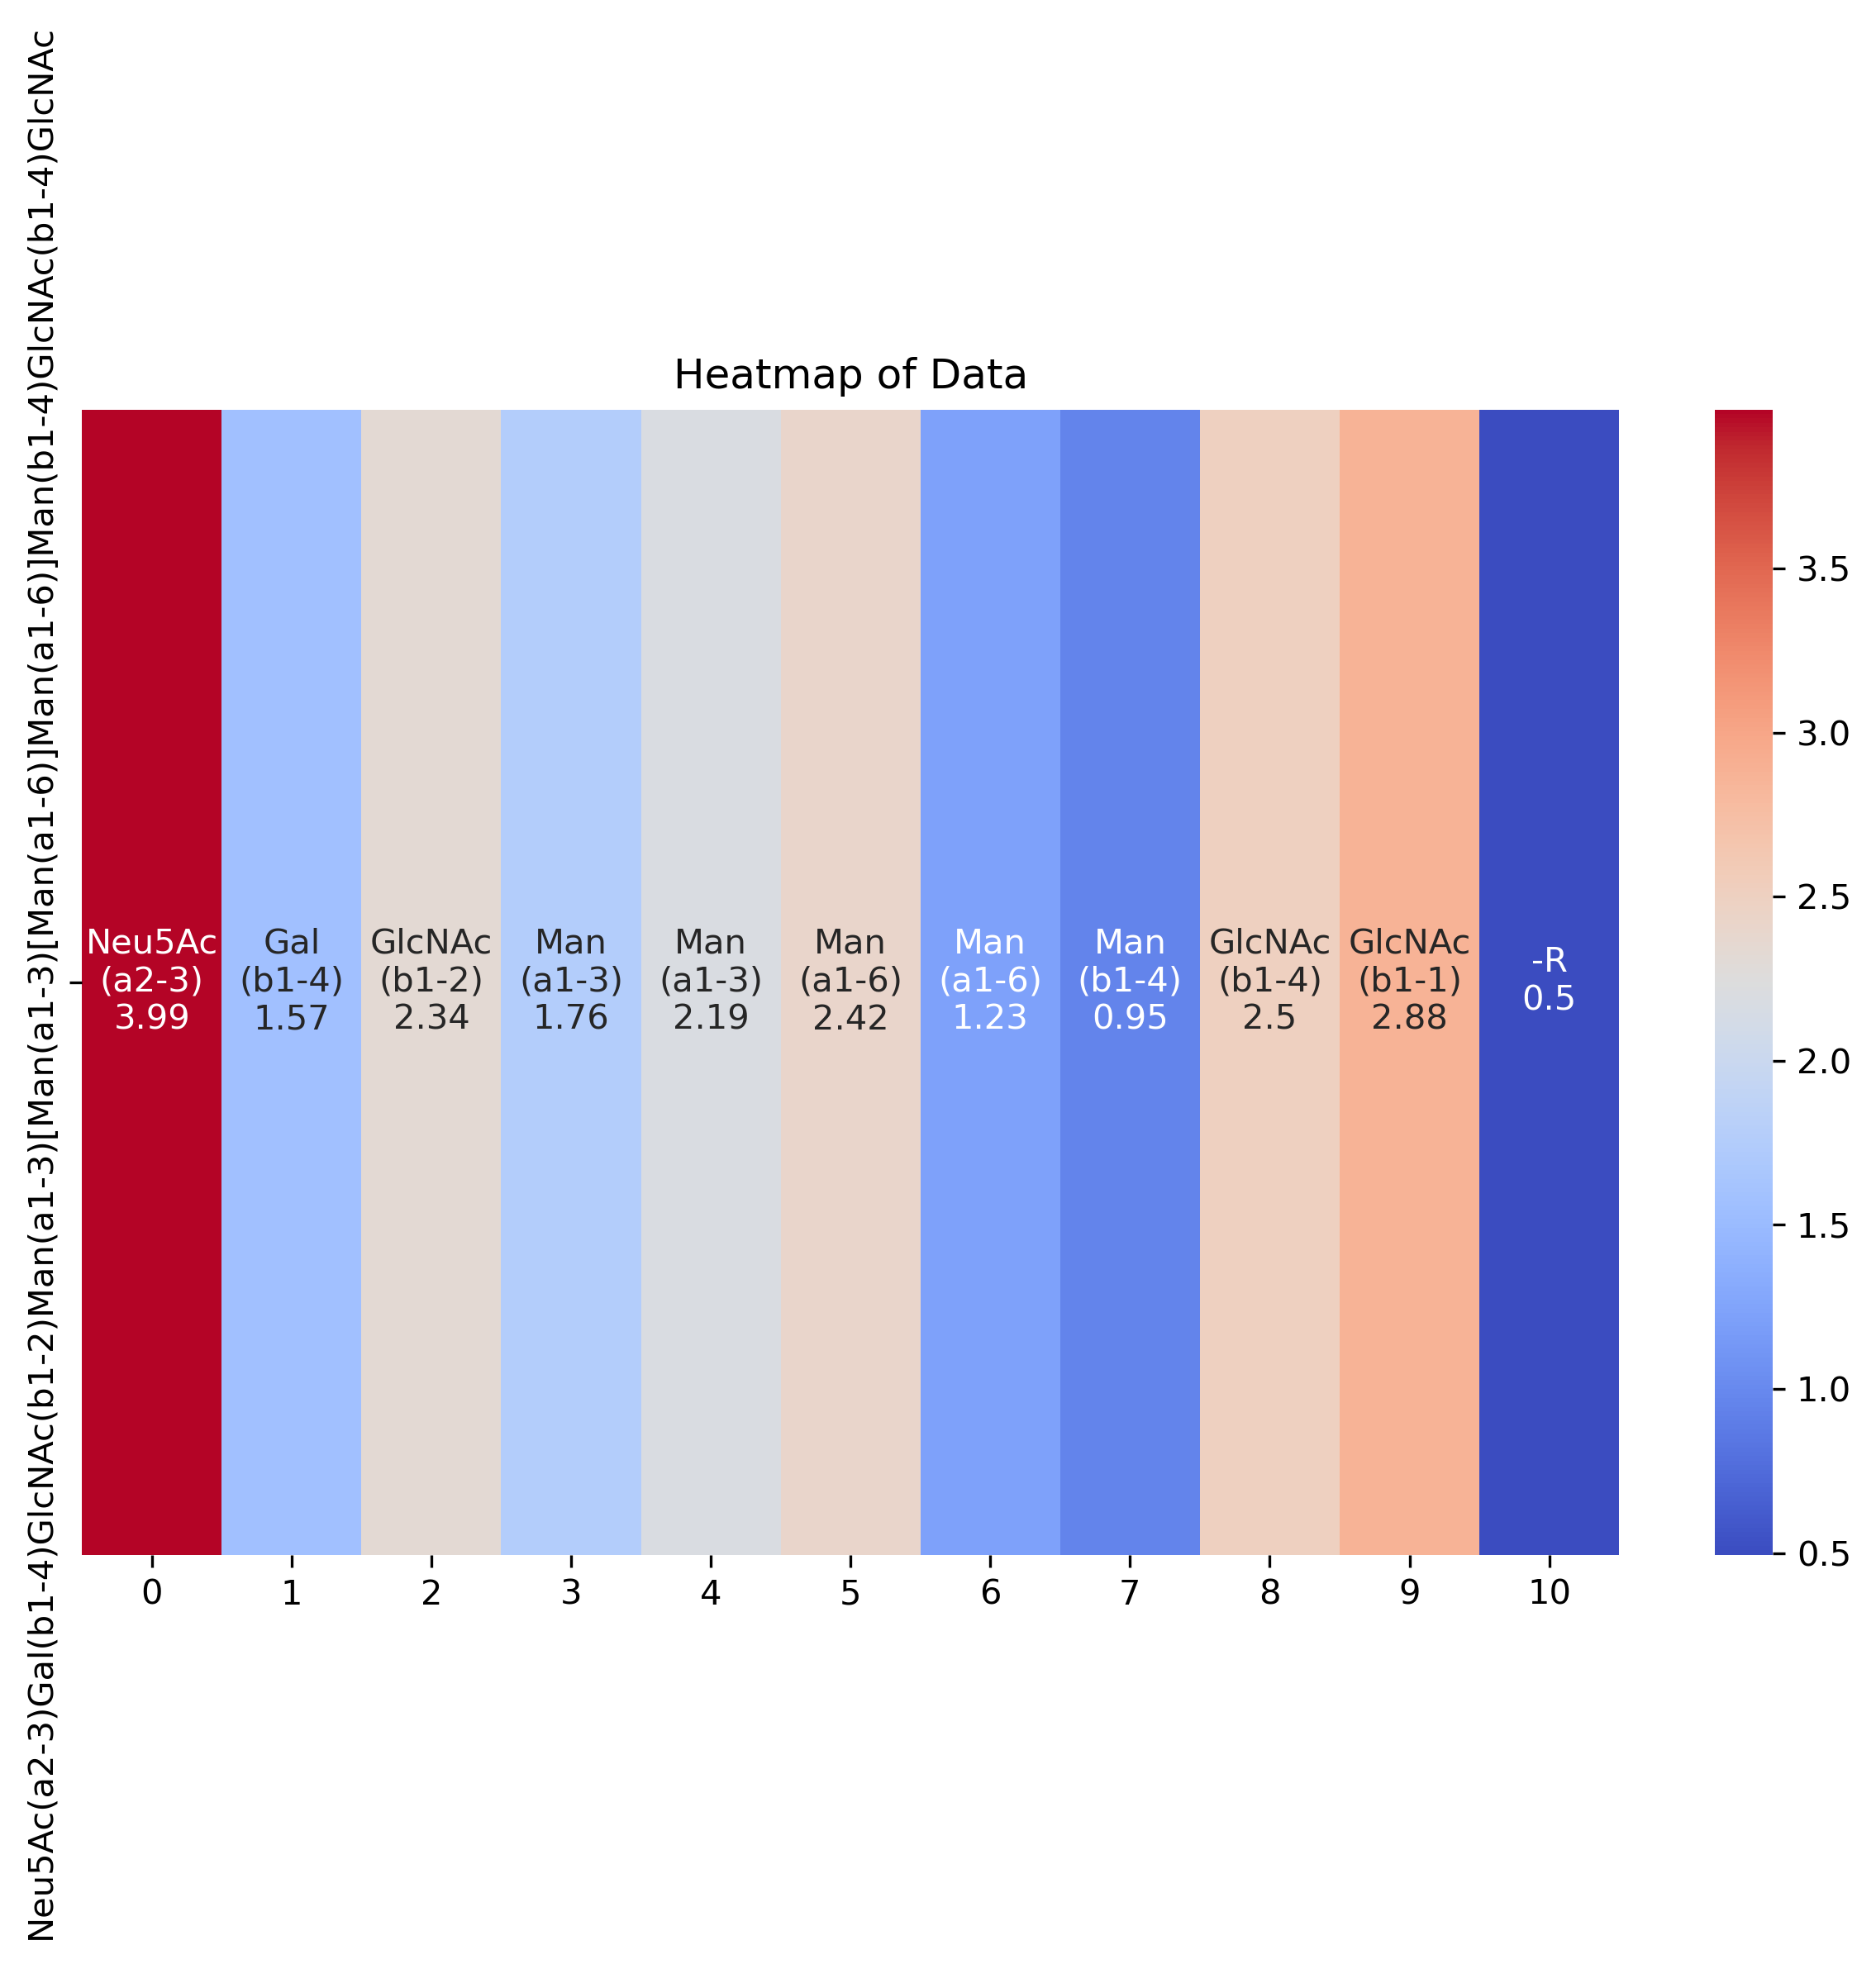 Heatmap of Data
Neu5Ac(a2-3)Gal(b1-4)GlcNAc(b1-2)Man(a1-3)[Man(a1-3)[Man(a1-6)]Man(a1-6)]Man(b1-4)GlcNAc(b1-4)GlcNAc
Neu5Ac
(a2-3)
3.99
Gal
(b1-4)
1.57
GlcNAc
(b1-2)
2.34
Man
(a1-3)
1.76
Man
(a1-3)
2.19
Man
(a1-6)
2.42
Man
(a1-6)
1.23
Man
(b1-4)
0.95
GlcNAc
(b1-4)
2.5
GlcNAc
(b1-1)
2.88
-R
0.5
0 1 2 3 4 5 6 7 8 9 10
3.5
3.0
2.5
2.0
1.5
1.0
0.5